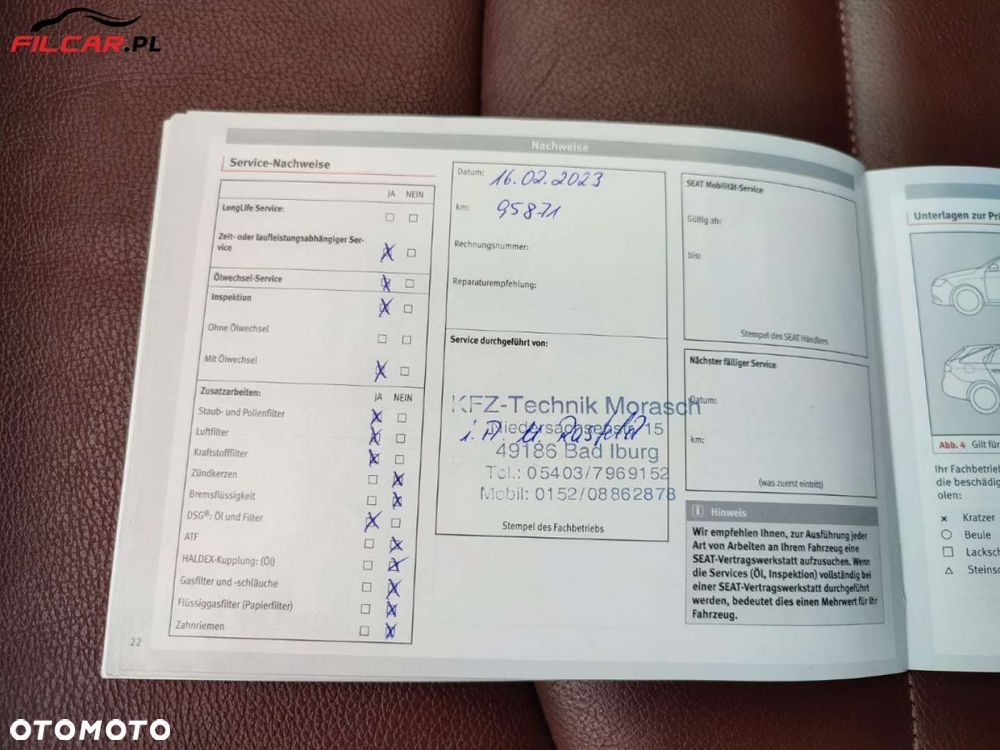 FILCAR.PL
Nachweise
Service-Nachweise
JA NEIN
LongLife Service:
Zeit- oder laufleistungsabhängiger Ser-
vice
Ölwechsel-Service
Inspektion
Ohne Ölwechsel
Mit Ölwechsel
Zusatzarbeiten: JA NEIN
Staub- und Pollenfilter
Luftfilter
Kraftstofffilter
Zündkerzen
Bremsflüssigkeit
DSG®: Öl und Filter
ATF
HALDEX-Kupplung: (Öl)
Gasfilter und -schläuche
Flüssiggasfilter (Papierfilter)
Zahnriemen
22
Datum: 16.02.2023
km: 95871
Rechnungsnummer:
Reparaturempfehlung:
Service durchgeführt von:
KFZ-Technik Morasch
Niedersachsenstr. 15
i.A.
49186 Bad Iburg
Tel.: 05403/7969152
Mobil: 0152/08862878
Stempel des Fachbetriebs
SEAT Mobilität-Service
Gültig ab:
bis:
Stempel des SEAT Händlers
Nächster fälliger Service
Datum:
km:
(was zuerst eintritt)
i Hinweis
Wir empfehlen Ihnen, zur Ausführung jeder
Art von Arbeiten an Ihrem Fahrzeug eine
SEAT-Vertragswerkstatt aufzusuchen. Wenn
die Services (Öl, Inspektion) vollständig bei
einer SEAT-Vertragswerkstatt durchgeführt
werden, bedeutet dies einen Mehrwert für Ihr
Fahrzeug.
Unterlagen zur Pri
Abb. 4 Gilt für
Ihr Fachbetrieb
die beschädig
olen:
Kratzer
Beule
Lacksch
Steinsc
OTOMOTO